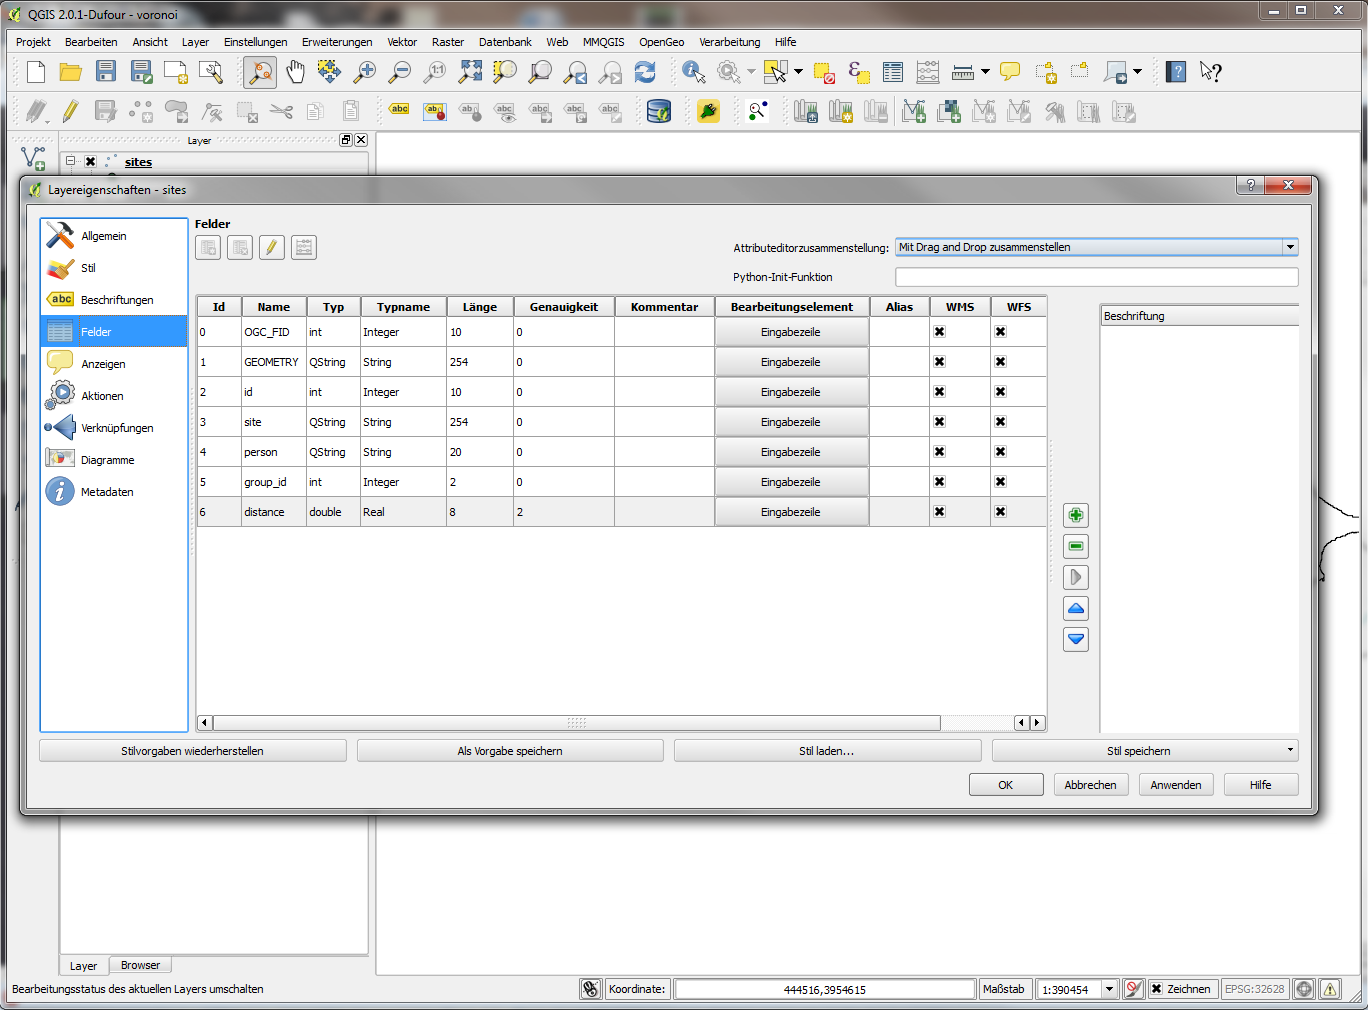 QGIS 2.0.1-Dufour - voronoi
Projekt Bearbeiten Ansicht Layer Einstellungen Erweiterungen Vektor Raster Datenbank Web MMQGIS OpenGeo Verarbeitung Hilfe
Layer
sites
Layereigenschaften - sites
Allgemein
Stil
Beschriftungen
Felder
Anzeigen
Aktionen
Verknüpfungen
Diagramme
Metadaten
Felder
Attributeditorzusammenstellung: Mit Drag and Drop zusammenstellen
Python-Init-Funktion
Id Name Typ Typname Länge Genauigkeit Kommentar Bearbeitungselement Alias WMS WFS
0 OGC_FID int Integer 10 0 Eingabezeile
1 GEOMETRY QString String 254 0 Eingabezeile
2 id int Integer 10 0 Eingabezeile
3 site QString String 254 0 Eingabezeile
4 person QString String 20 0 Eingabezeile
5 group_id int Integer 2 0 Eingabezeile
6 distance double Real 8 2 Eingabezeile
Beschriftung
Stilvorgaben wiederherstellen Als Vorgabe speichern Stil laden... Stil speichern
OK Abbrechen Anwenden Hilfe
Layer Browser
Bearbeitungsstatus des aktuellen Layers umschalten Koordinate: 444516,3954615 Maßstab 1:390454 Zeichnen EPSG:32628